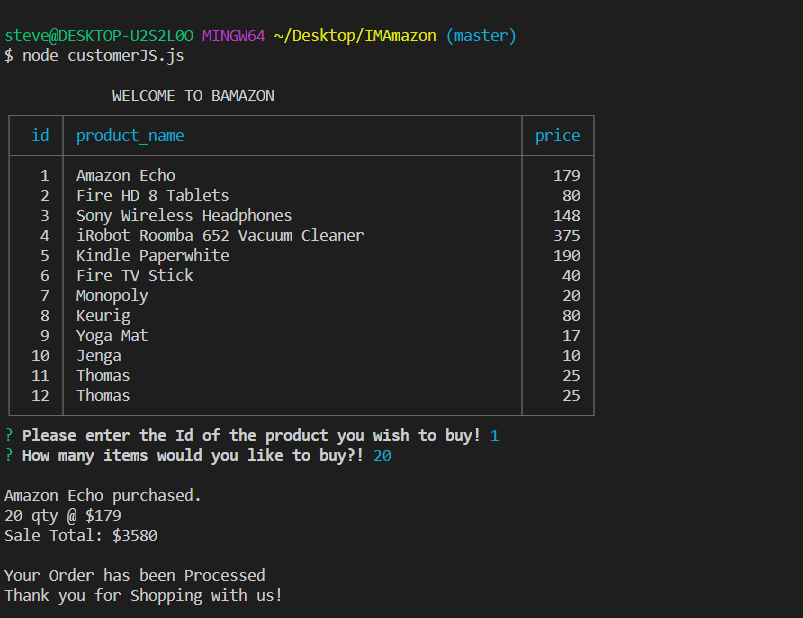 steve@DESKTOP-U2S2L0O MINGW64 ~/Desktop/IMAmazon (master)
$ node customerJS.js
WELCOME TO BAMAZON
id product_name price
1 Amazon Echo 179
2 Fire HD 8 Tablets 80
3 Sony Wireless Headphones 148
4 iRobot Roomba 652 Vacuum Cleaner 375
5 Kindle Paperwhite 190
6 Fire TV Stick 40
7 Monopoly 20
8 Keurig 80
9 Yoga Mat 17
10 Jenga 10
11 Thomas 25
12 Thomas 25
? Please enter the Id of the product you wish to buy! 1
? How many items would you like to buy?! 20
Amazon Echo purchased.
20 qty @ $179
Sale Total: $3580
Your Order has been Processed
Thank you for Shopping with us!